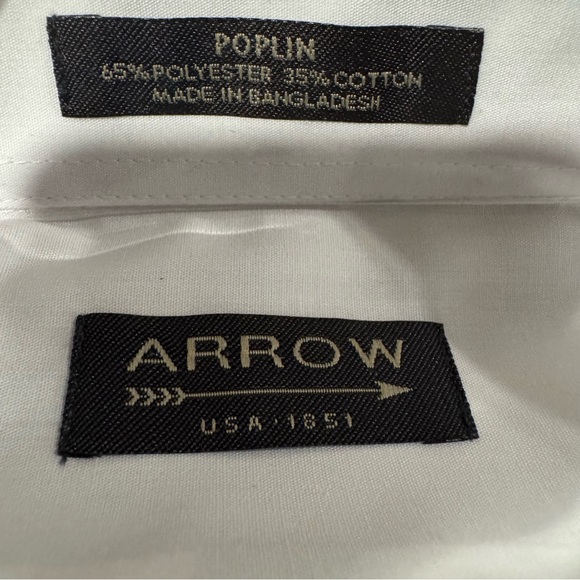 POPLIN
65% POLYESTER 35% COTTON
MADE IN BANGLADESH
ARROW
USA · 1851